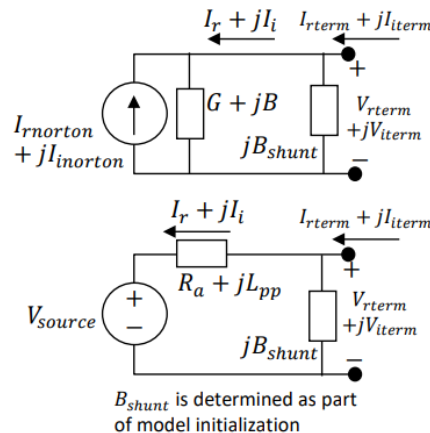 I_r + jI_i
I_rterm + jI_iterm
+
I_rnorton
+ jI_inorton
G + jB
jB_shunt
V_rterm
+jV_iterm
−
I_r + jI_i
I_rterm + jI_iterm
+
V_source
+
−
R_a + jL_pp
jB_shunt
V_rterm
+jV_iterm
−
B_shunt is determined as part
of model initialization